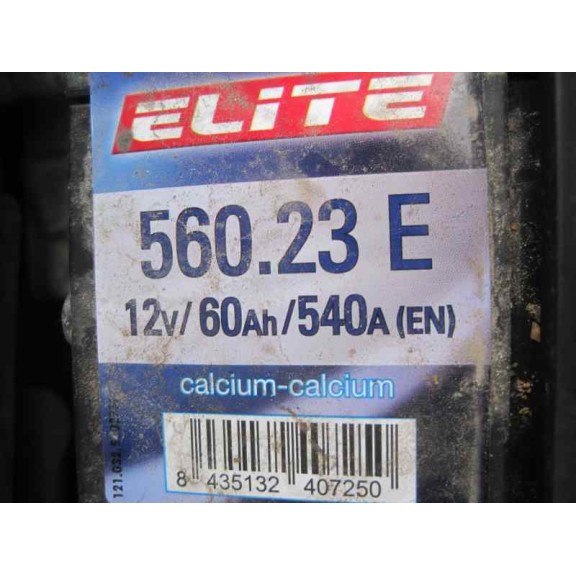 ELiTE
560.23 E
12v/60Ah/540A (EN)
calcium-calcium
8 435132 407250